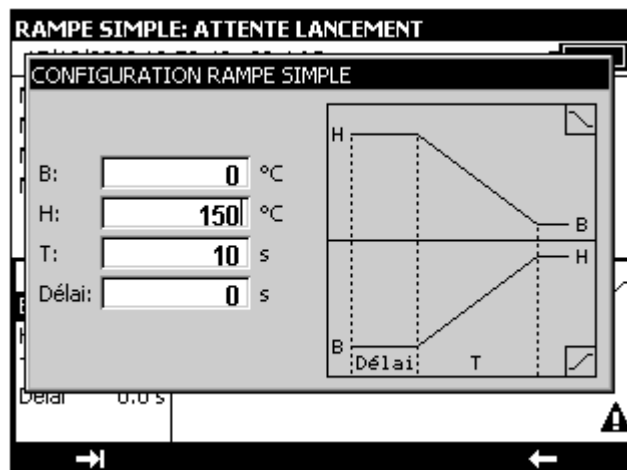 RAMPE SIMPLE: ATTENTE LANCEMENT
CONFIGURATION RAMPE SIMPLE
B: 0 °C
H: 150 °C
T: 10 s
Délai: 0 s
H
B
H
B
Délai T
Délai 0.0 s